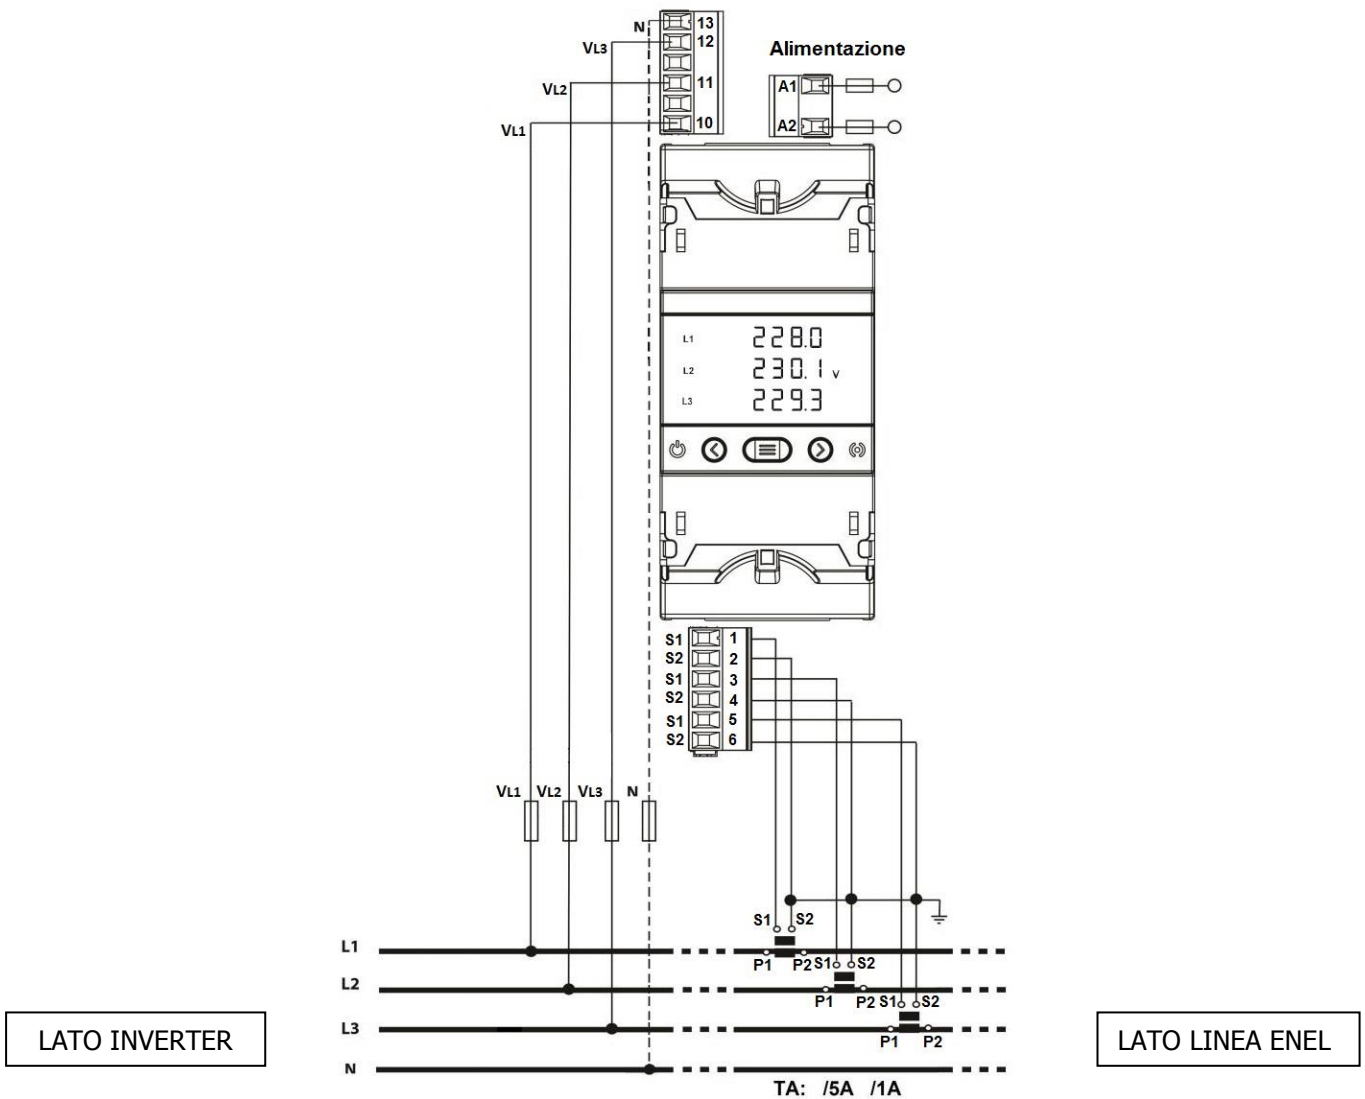 N 13
VL3 12
Alimentazione
VL2 11
A1
VL1 10
A2
L1 228.0
L2 230.1 V
L3 229.3
S1 1
S2 2
S1 3
S2 4
S1 5
S2 6
VL1 VL2 VL3 N
S1 S2
L1
P1 P2 S1 S2
L2
P1 P2 S1 S2
L3
P1 P2
LATO INVERTER
LATO LINEA ENEL
N
TA: /5A /1A